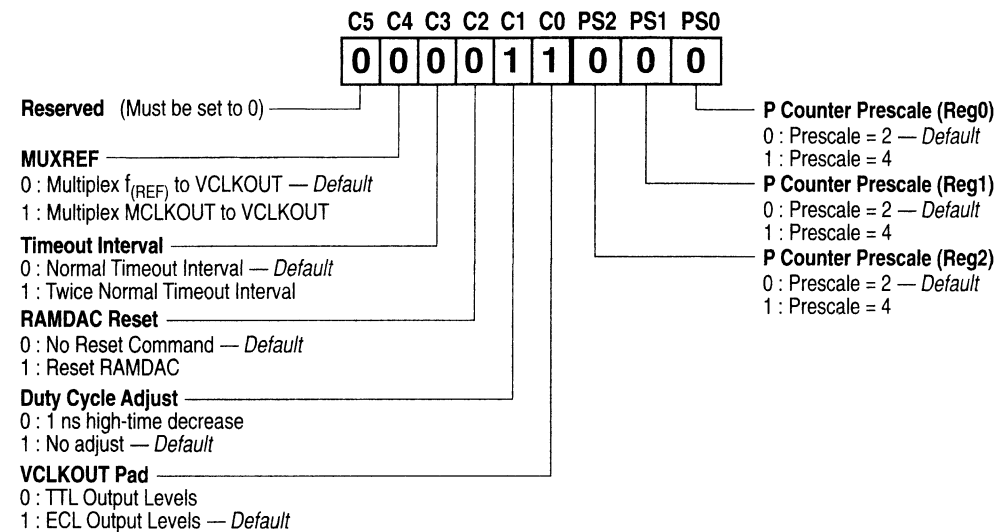 C5 C4 C3 C2 C1 C0 PS2 PS1 PS0
0 0 0 0 1 1 0 0 0
Reserved (Must be set to 0)
MUXREF
0 : Multiplex f(REF) to VCLKOUT — Default
1 : Multiplex MCLKOUT to VCLKOUT
Timeout Interval
0 : Normal Timeout Interval — Default
1 : Twice Normal Timeout Interval
RAMDAC Reset
0 : No Reset Command — Default
1 : Reset RAMDAC
Duty Cycle Adjust
0 : 1 ns high-time decrease
1 : No adjust — Default
VCLKOUT Pad
0 : TTL Output Levels
1 : ECL Output Levels — Default
P Counter Prescale (Reg0)
0 : Prescale = 2 — Default
1 : Prescale = 4
P Counter Prescale (Reg1)
0 : Prescale = 2 — Default
1 : Prescale = 4
P Counter Prescale (Reg2)
0 : Prescale = 2 — Default
1 : Prescale = 4